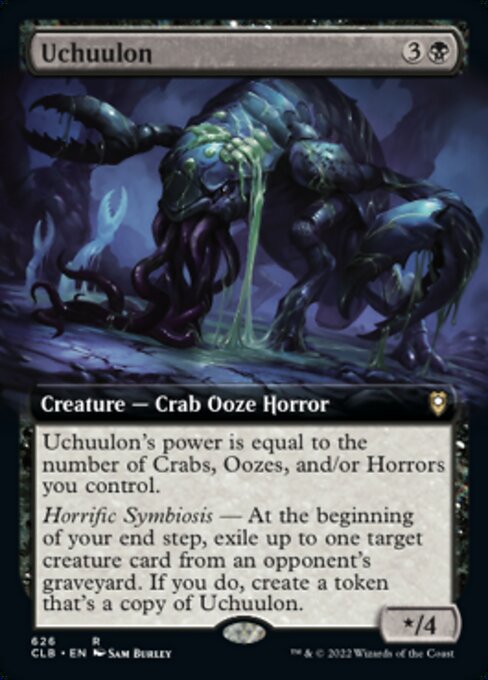 Uchuulon 3
Creature — Crab Ooze Horror
Uchuulon's power is equal to the
number of Crabs, Oozes, and/or Horrors
you control.
Horrific Symbiosis — At the beginning
of your end step, exile up to one target
creature card from an opponent's
graveyard. If you do, create a token
that's a copy of Uchuulon.
*/4
626 R
CLB • EN SAM BURLEY
™ & © 2022 Wizards of the Coast